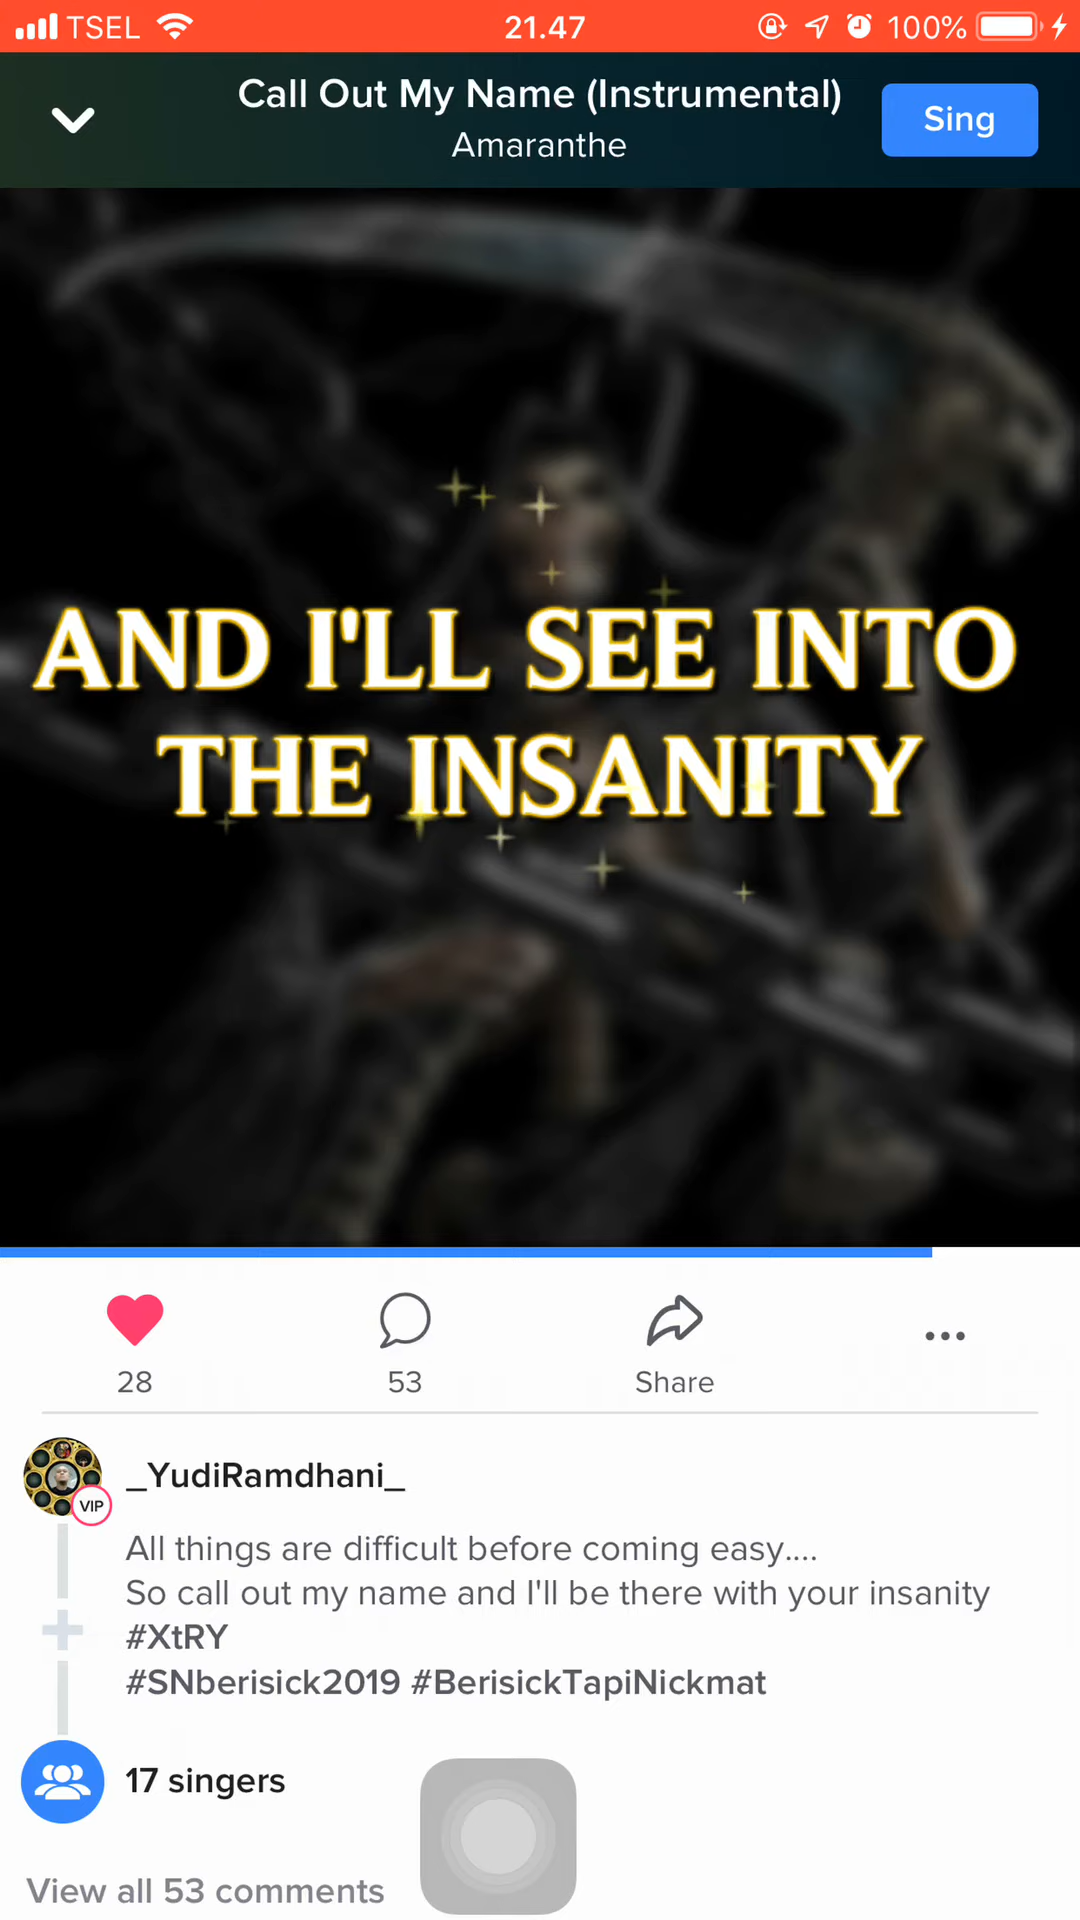 TSEL 21.47 100%
Call Out My Name (Instrumental)
Amaranthe
Sing
AND I'LL SEE INTO
THE INSANITY
28
53
Share
_YudiRamdhani_
VIP
All things are difficult before coming easy....
So call out my name and I'll be there with your insanity
#XtRY
#SNberisick2019 #BerisickTapiNickmat
17 singers
View all 53 comments